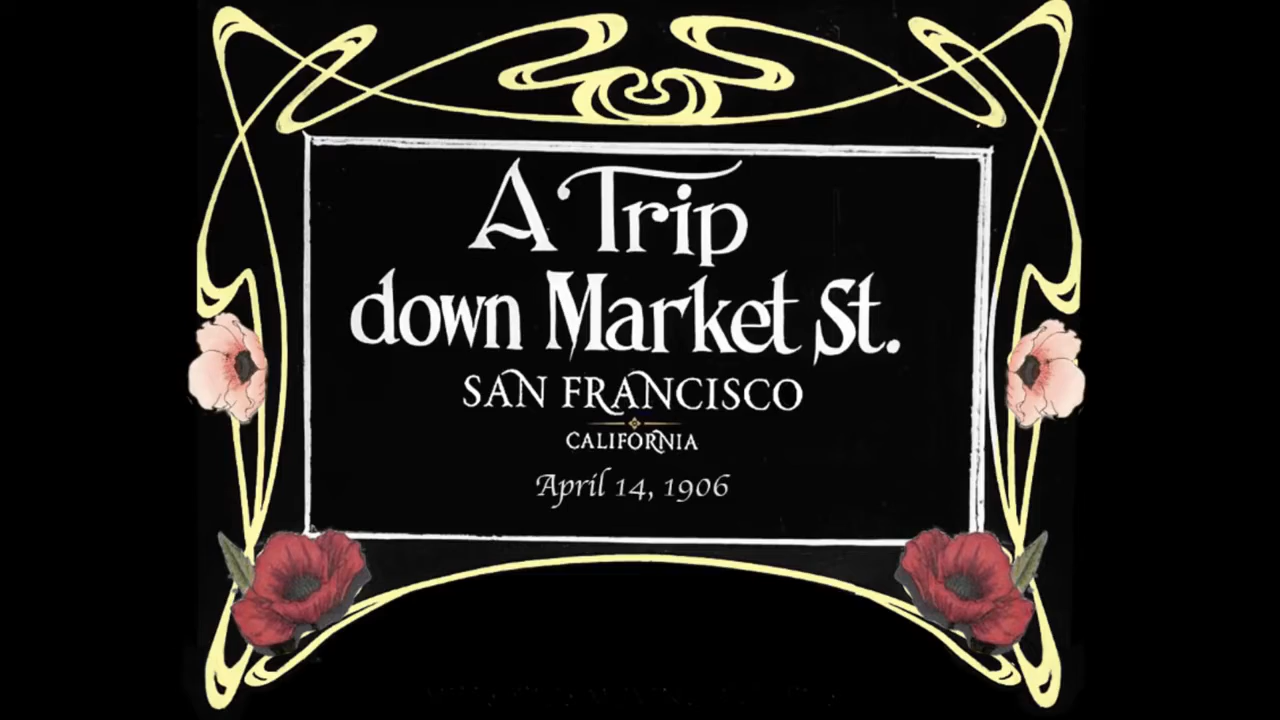 A Trip
down Market St.
SAN FRANCISCO
CALIFORNIA
April 14, 1906